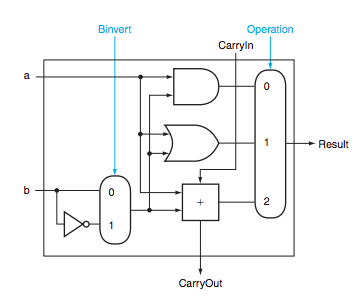 Binvert
Operation
CarryIn
a
0
1
Result
b
0
1
+
2
CarryOut